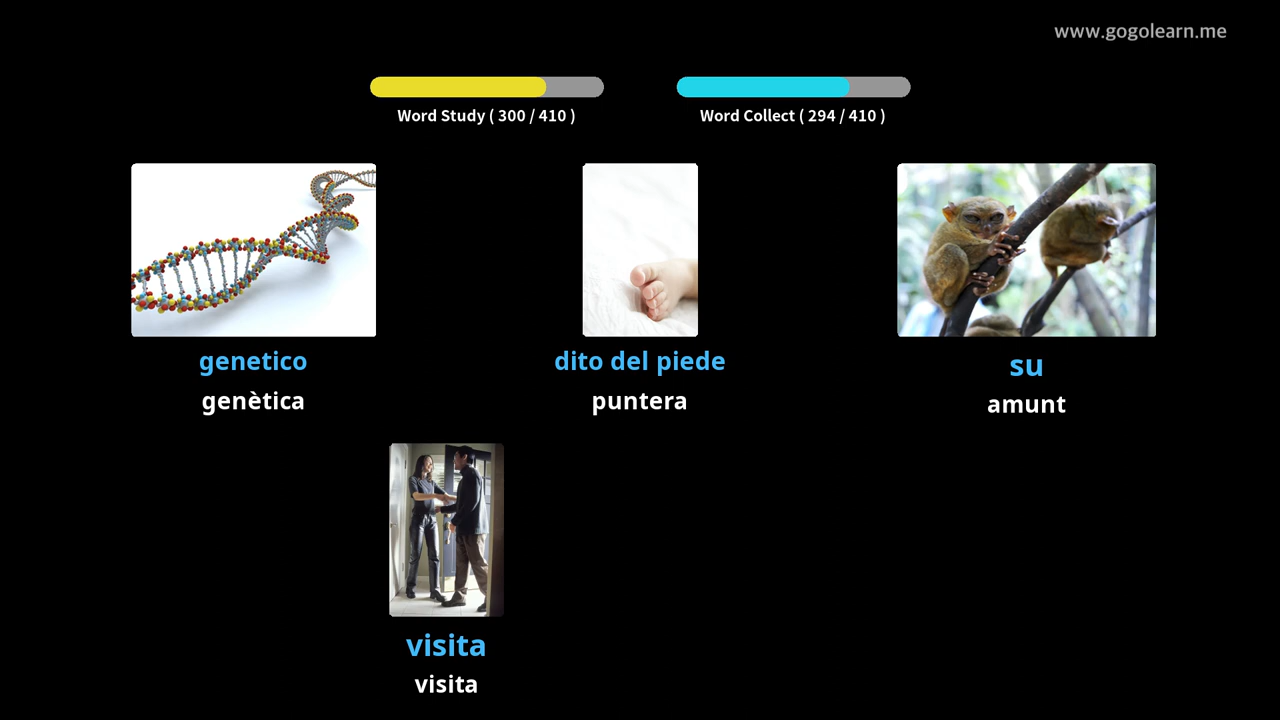 www.gogolearn.me
Word Study ( 300 / 410 )
Word Collect ( 294 / 410 )
genetico
genètica
dito del piede
puntera
su
amunt
visita
visita